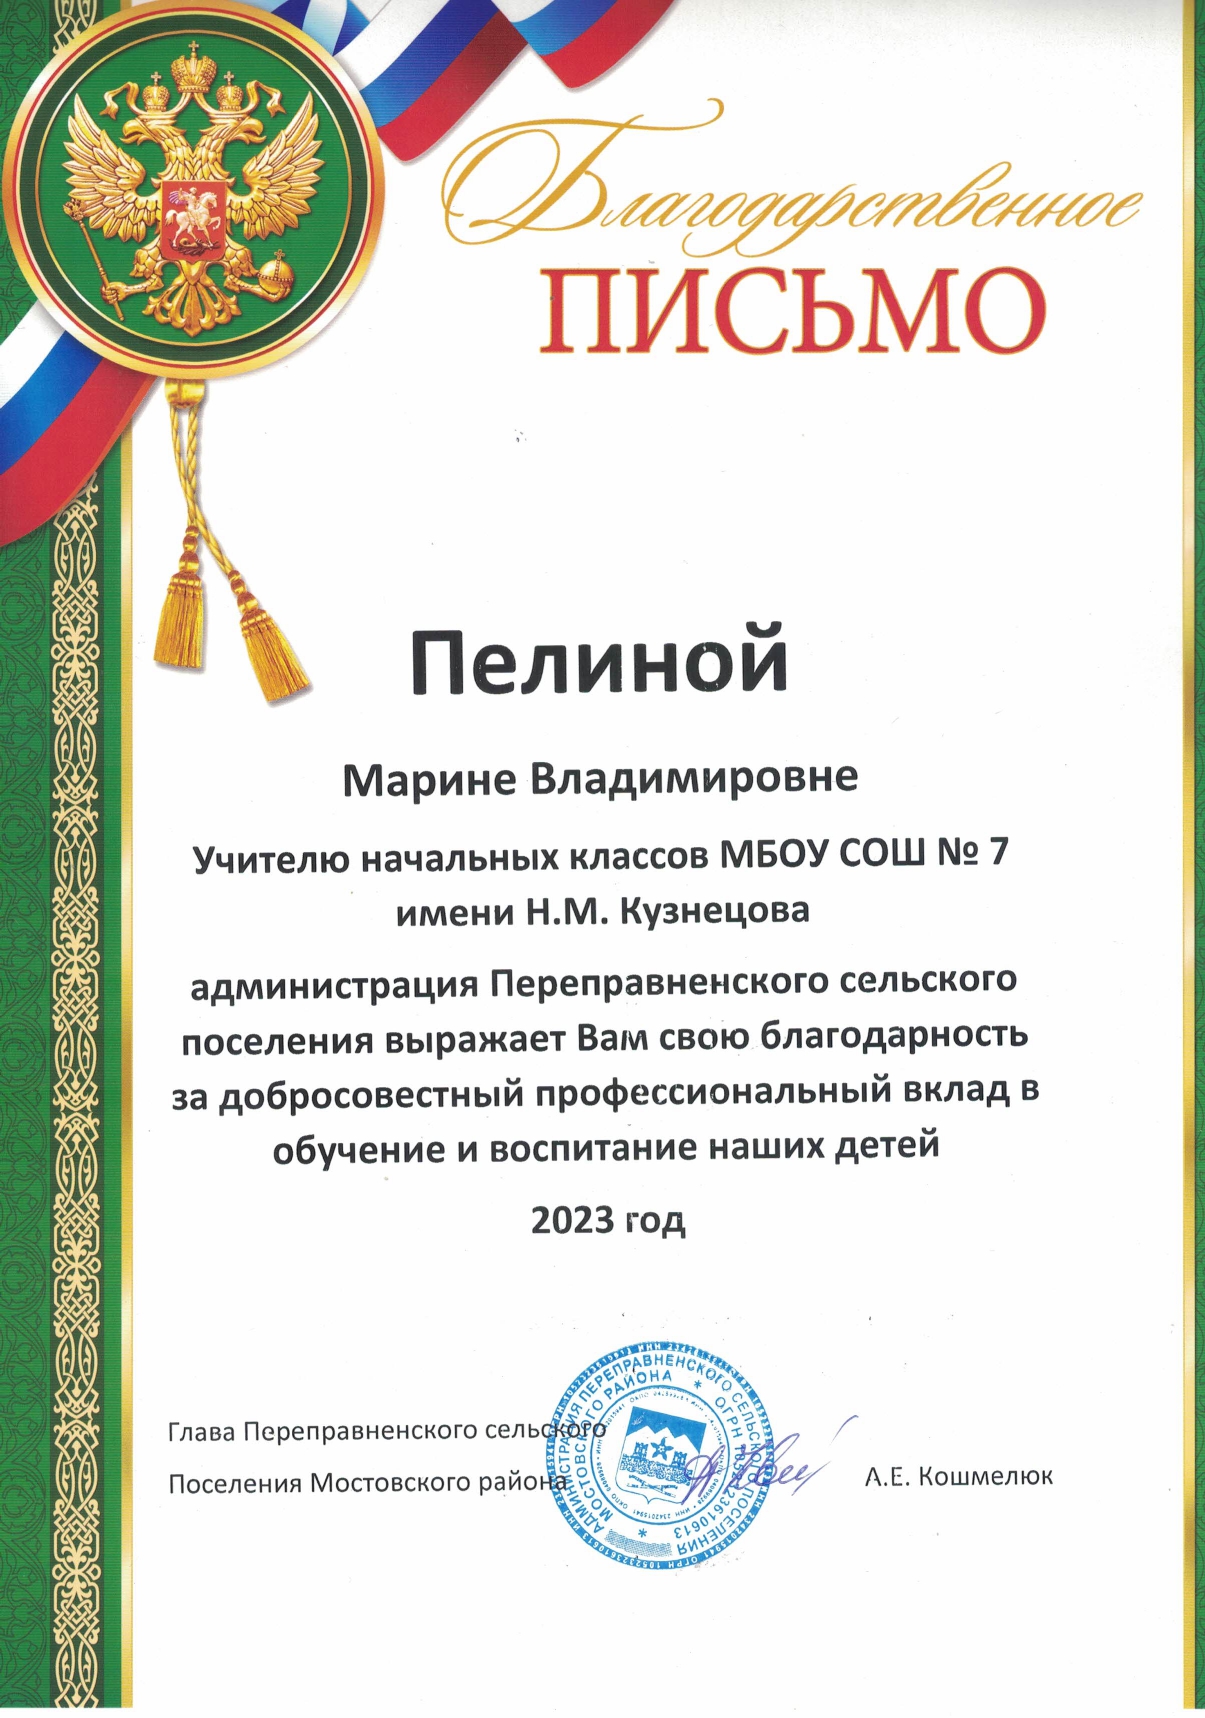 Благодарственное
ПИСЬМО
Пелиной
Марине Владимировне
Учителю начальных классов МБОУ СОШ № 7
имени Н.М. Кузнецова
администрация Переправненского сельского
поселения выражает Вам свою благодарность
за добросовестный профессиональный вклад в
обучение и воспитание наших детей
2023 год
Глава Переправненского сельского
Поселения Мостовского района
А.Е. Кошмелюк
АДМИНИСТРАЦИЯ ПЕРЕПРАВНЕНСКОГО СЕЛЬСКОГО ПОСЕЛЕНИЯ
МОСТОВСКОГО РАЙОНА * ОГРН 1052323610613 *